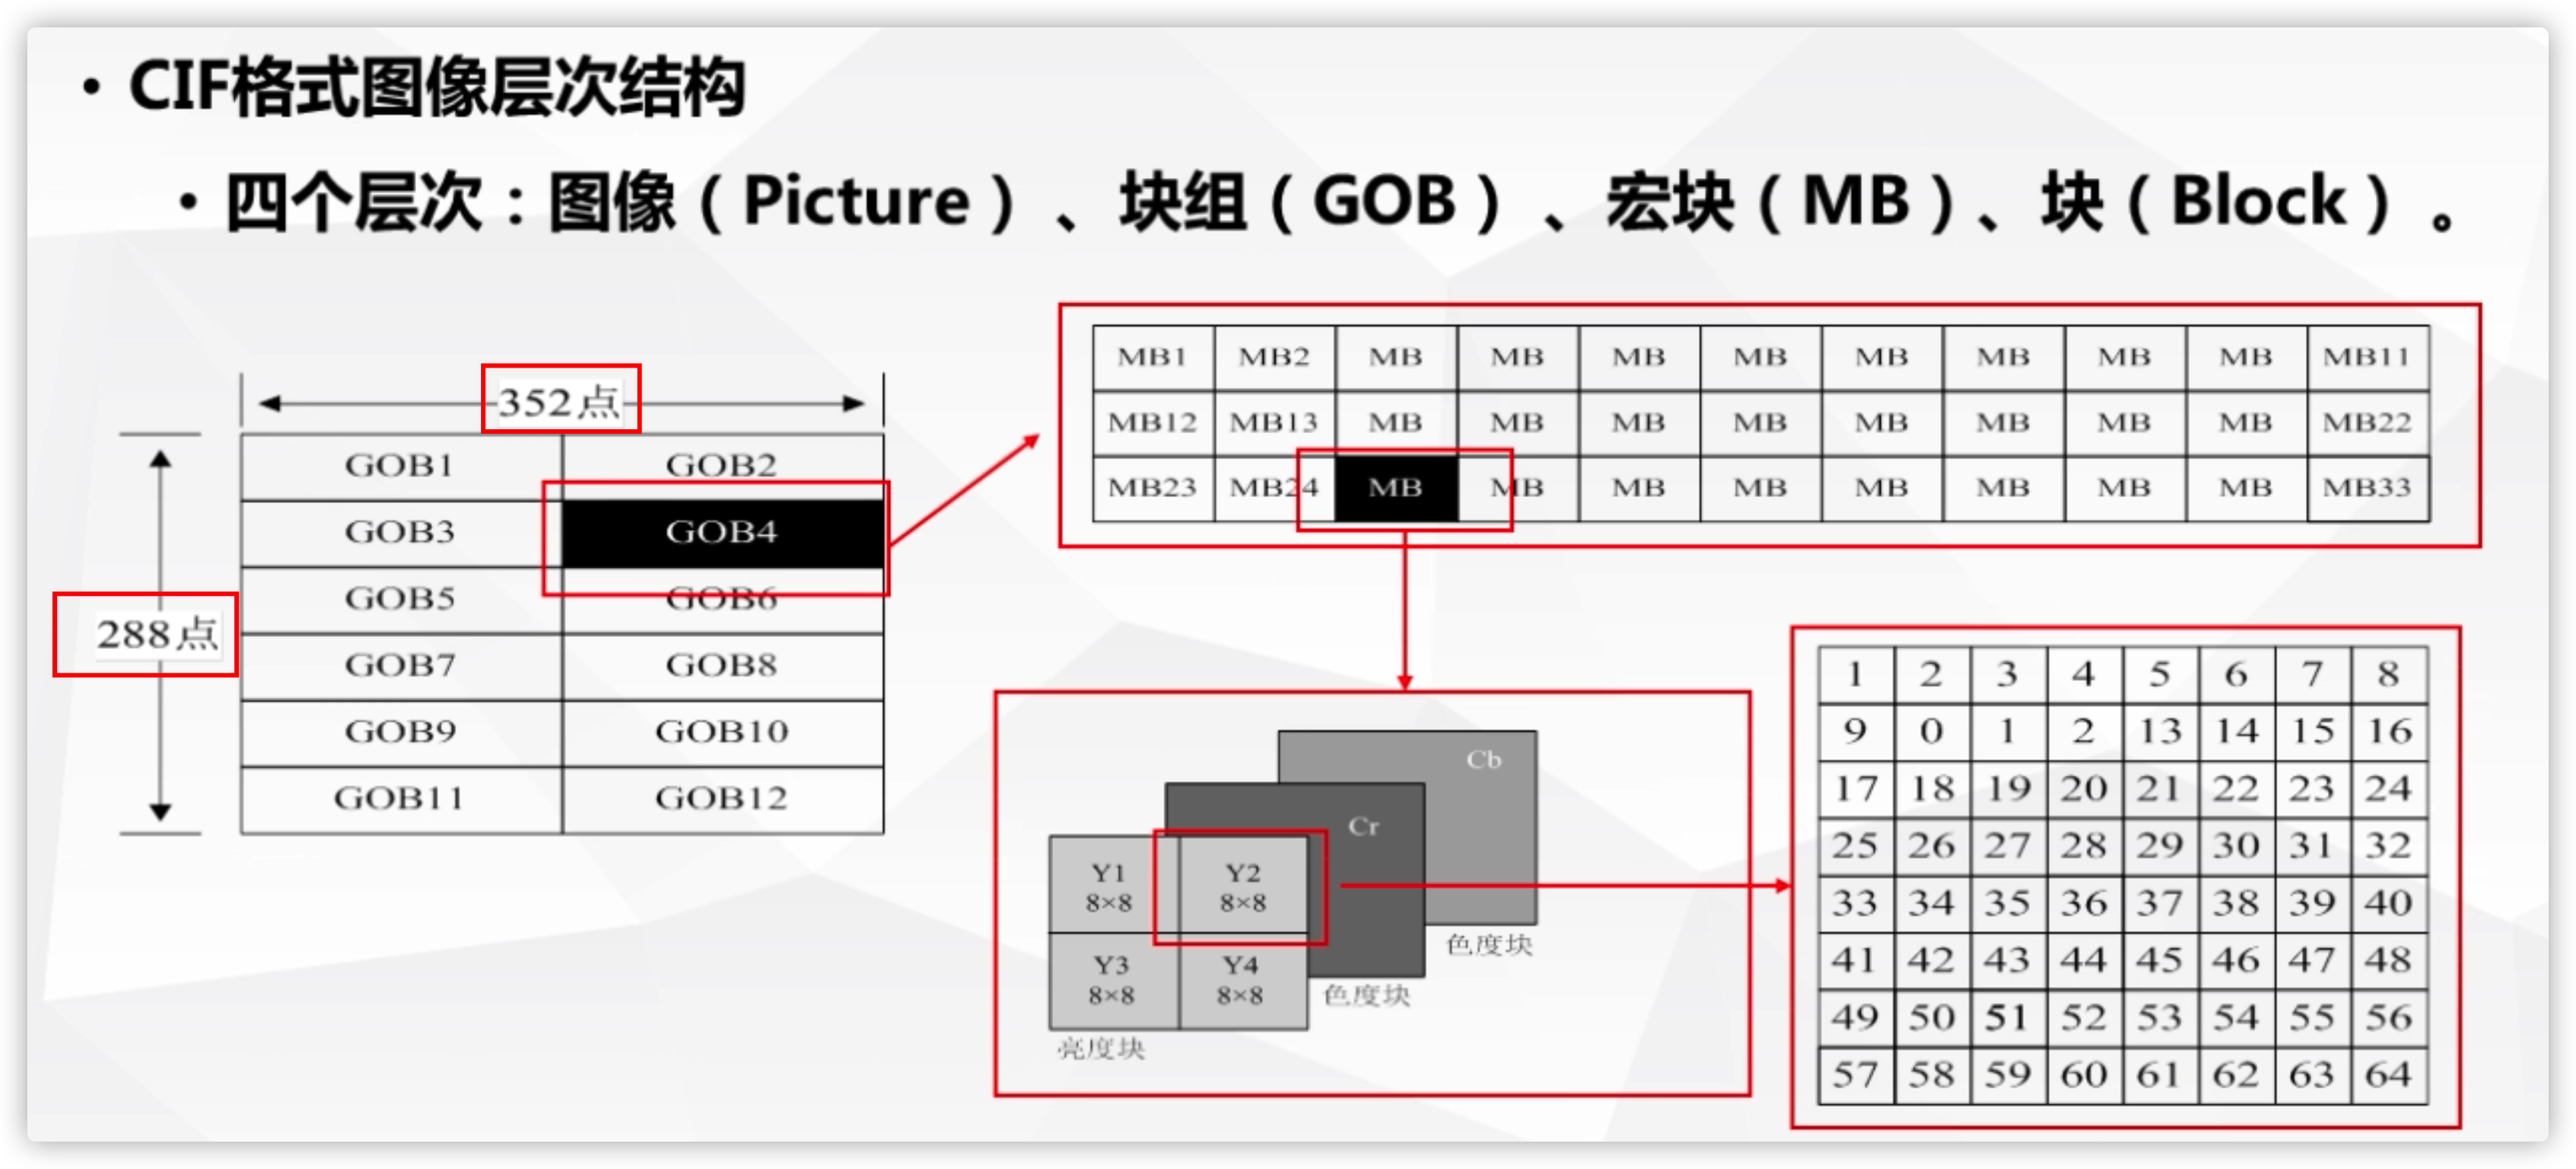 • CIF格式图像层次结构
• 四个层次：图像（Picture）、块组（GOB）、宏块（MB）、块（Block）。
352点
288点
GOB1 GOB2
GOB3 GOB4
GOB5 GOB6
GOB7 GOB8
GOB9 GOB10
GOB11 GOB12
MB1 MB2 MB MB MB MB MB MB MB MB MB11
MB12 MB13 MB MB MB MB MB MB MB MB MB22
MB23 MB24 MB MB MB MB MB MB MB MB MB33
Cb
Cr
Y1 Y2
8×8 8×8
Y3 Y4
8×8 8×8
色度块
色度块
亮度块
1 2 3 4 5 6 7 8
9 0 1 2 13 14 15 16
17 18 19 20 21 22 23 24
25 26 27 28 29 30 31 32
33 34 35 36 37 38 39 40
41 42 43 44 45 46 47 48
49 50 51 52 53 54 55 56
57 58 59 60 61 62 63 64